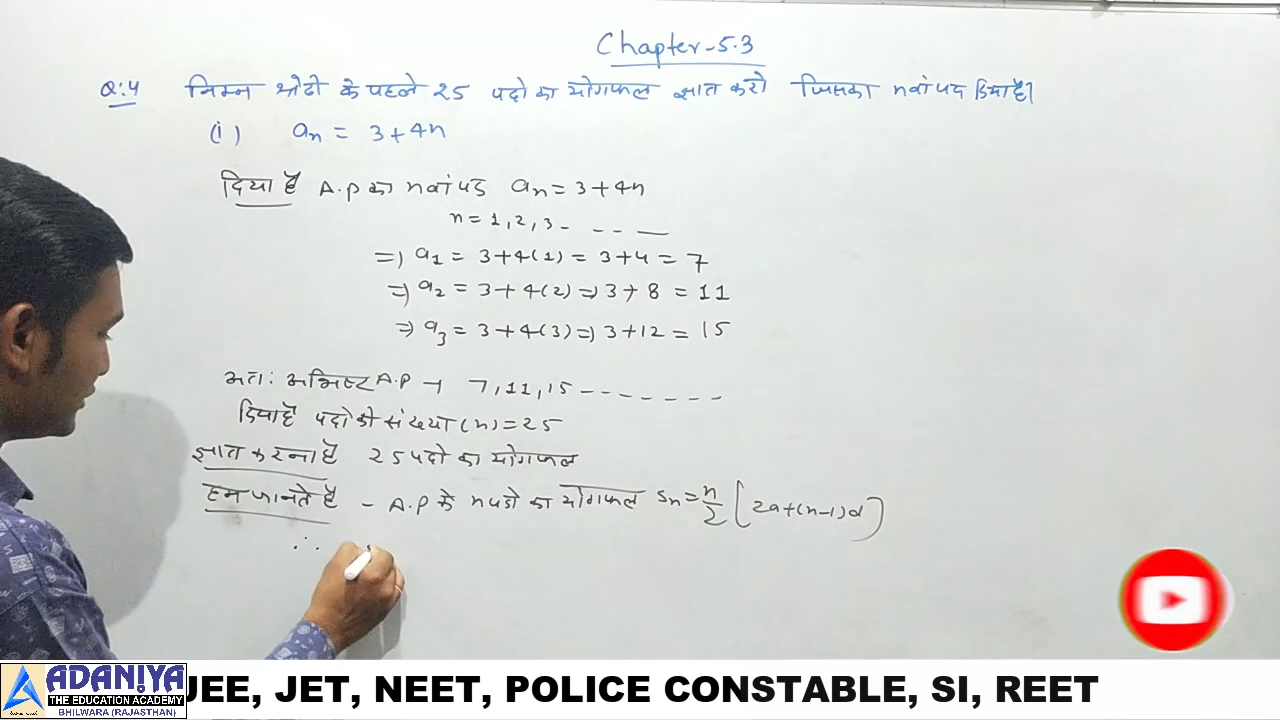 Chapter-5.3
Q:4 निम्न श्रेढी के पहले 25 पदो का योगफल ज्ञात करो जिसका nवां पद दिया है।
(i) aₙ = 3+4n
दिया है A.P का nवां पद aₙ = 3+4n
n = 1, 2, 3 - - - —
=) a₁ = 3+4(1) = 3+4 = 7
=) a₂ = 3+4(2) =) 3+8 = 11
=) a₃ = 3+4(3) =) 3+12 = 15
अतः अभिष्ट A.P → 7, 11, 15 - - - - - - -
दिया है पदो की संख्या (n) = 25
ज्ञात करना है 25 पदो का योगफल
हम जानते है - A.P के n पदो का योगफल Sₙ = n/2 [2a+(n-1)d]
∴
ADANiYA
THE EDUCATION ACADEMY
BHILWARA (RAJASTHAN)
JEE, JET, NEET, POLICE CONSTABLE, SI, REET